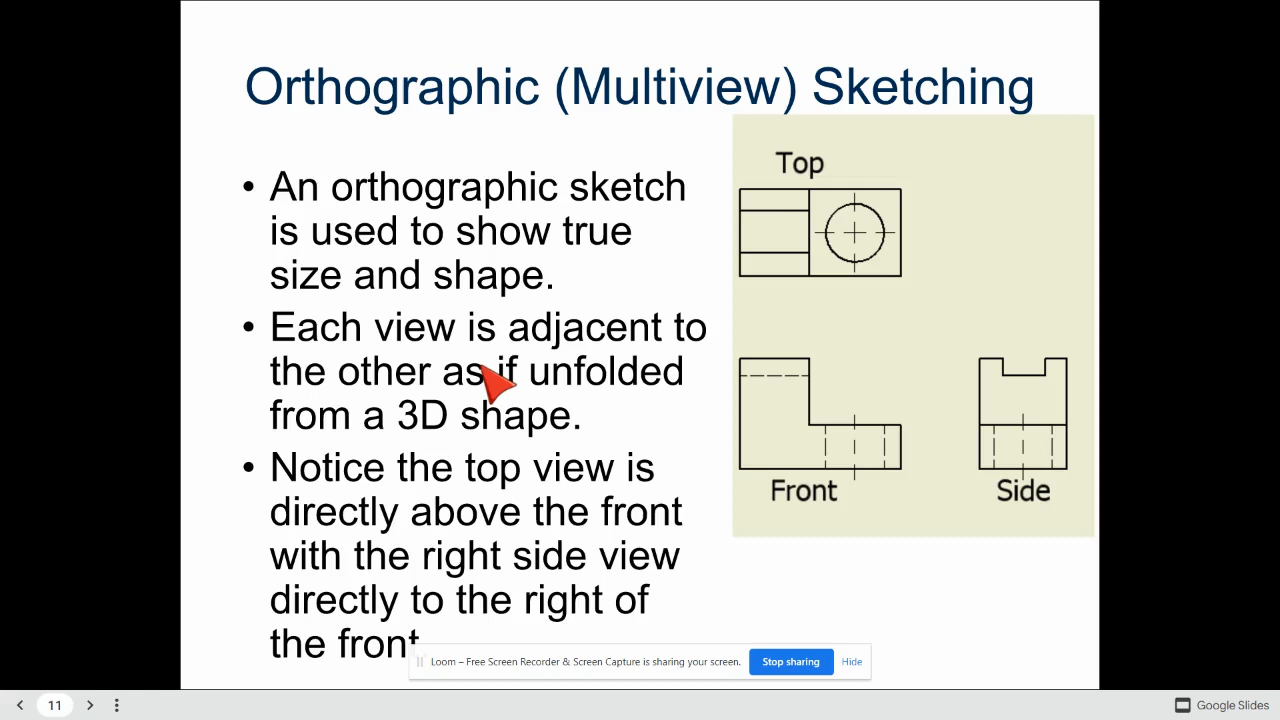 Orthographic (Multiview) Sketching
• An orthographic sketch
is used to show true
size and shape.
• Each view is adjacent to
the other as if unfolded
from a 3D shape.
• Notice the top view is
directly above the front
with the right side view
directly to the right of
the front
Top
Front
Side
Loom – Free Screen Recorder & Screen Capture is sharing your screen.
Stop sharing
Hide
11
Google Slides